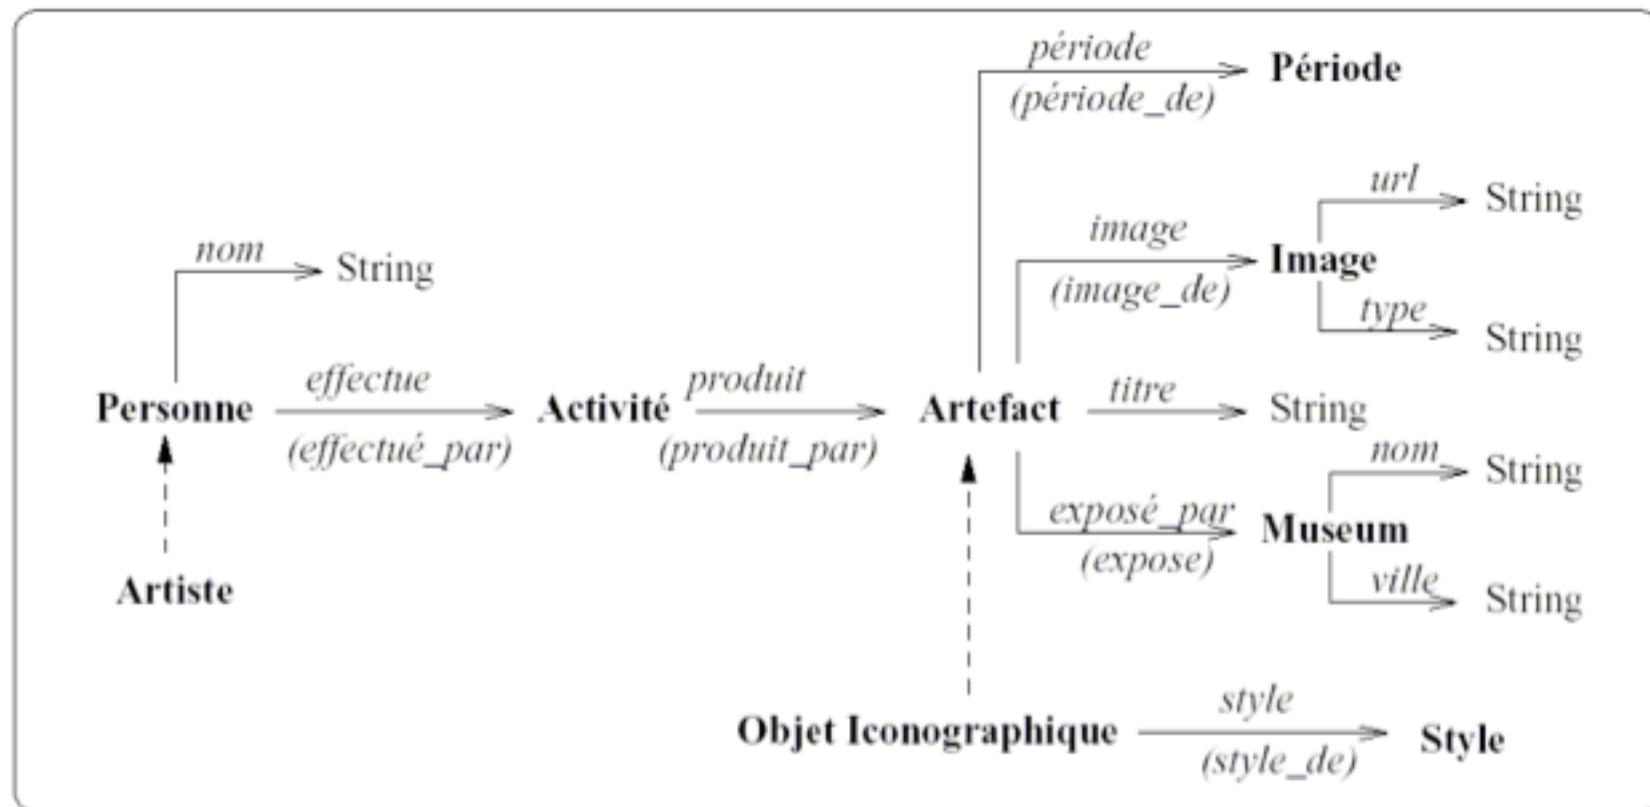 période
Période
(période_de)
url
String
image
Image
(image_de)
type
String
nom
String
effectue
produit
titre
Personne
Activité
Artefact
String
(effectué_par)
(produit_par)
nom
String
exposé_par
Museum
(expose)
ville
String
Artiste
style
Objet Iconographique
Style
(style_de)